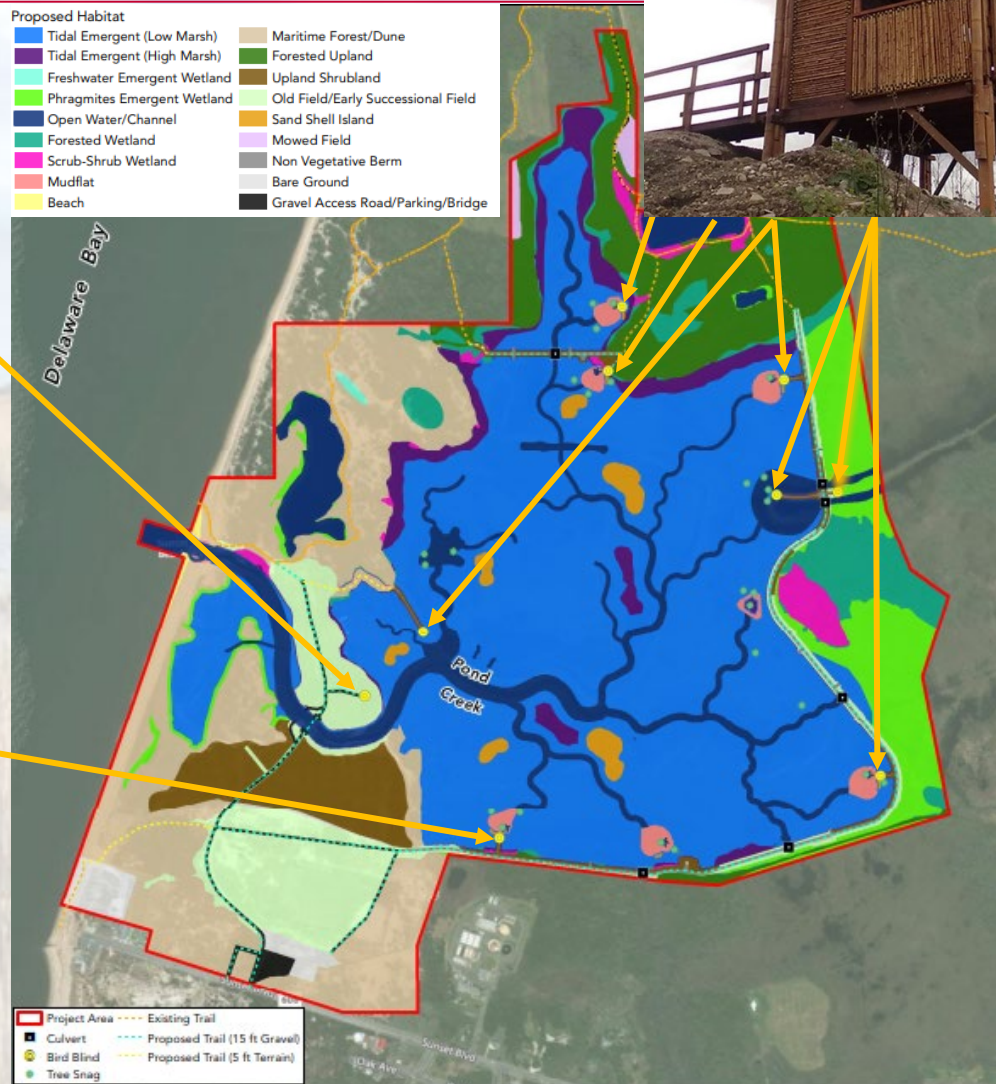 Proposed Habitat
Tidal Emergent (Low Marsh)
Tidal Emergent (High Marsh)
Freshwater Emergent Wetland
Phragmites Emergent Wetland
Open Water/Channel
Forested Wetland
Scrub-Shrub Wetland
Mudflat
Beach
Maritime Forest/Dune
Forested Upland
Upland Shrubland
Old Field/Early Successional Field
Sand Shell Island
Mowed Field
Non Vegetative Berm
Bare Ground
Gravel Access Road/Parking/Bridge
Delaware Bay
Pond
Creek
Sunset Blvd
Oak Ave
Project Area
Culvert
Bird Blind
Tree Snag
Existing Trail
Proposed Trail (15 ft Gravel)
Proposed Trail (5 ft Terrain)